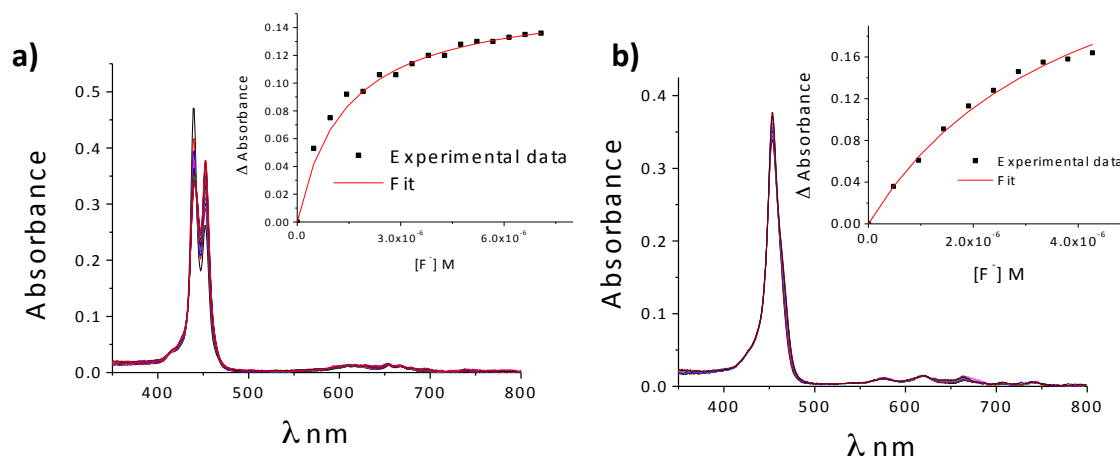 a)
Absorbance
0.5
0.4
0.3
0.2
0.1
0.0
400
500
600
700
800
λ nm
Δ Absorbance
0.14
0.12
0.10
0.08
0.06
0.04
0.02
0.00
0.0
3.0x10⁻⁶
6.0x10⁻⁶
[F⁻] M
Experimental data
Fit
b)
Absorbance
0.4
0.3
0.2
0.1
0.0
400
500
600
700
800
λ nm
Δ Absorbance
0.16
0.12
0.08
0.04
0.00
0.0
2.0x10⁻⁶
4.0x10⁻⁶
[F⁻] M
Experimental data
Fit